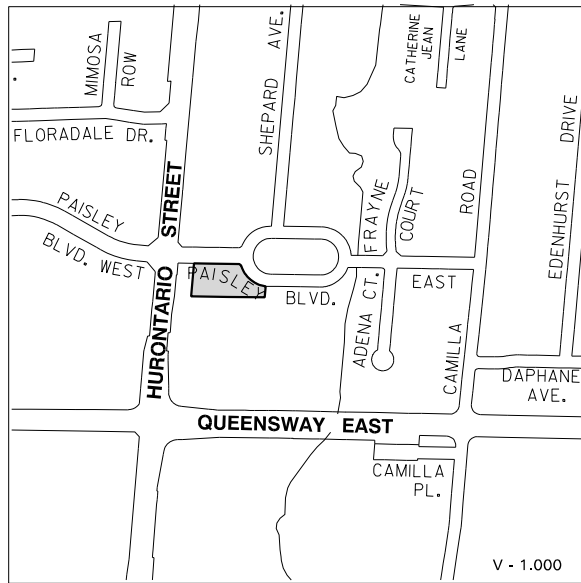 MIMOSA
ROW
SHEPARD AVE.
CATHERINE
JEAN
LANE
FLORADALE DR.
DRIVE
EDENHURST
PAISLEY
BLVD. WEST
HURONTARIO STREET
PAISLEY
BLVD.
EAST
FRAYNE
COURT
ROAD
CAMILLA
ADENA CT.
DAPHANE
AVE.
QUEENSWAY EAST
CAMILLA
PL.
V - 1.000